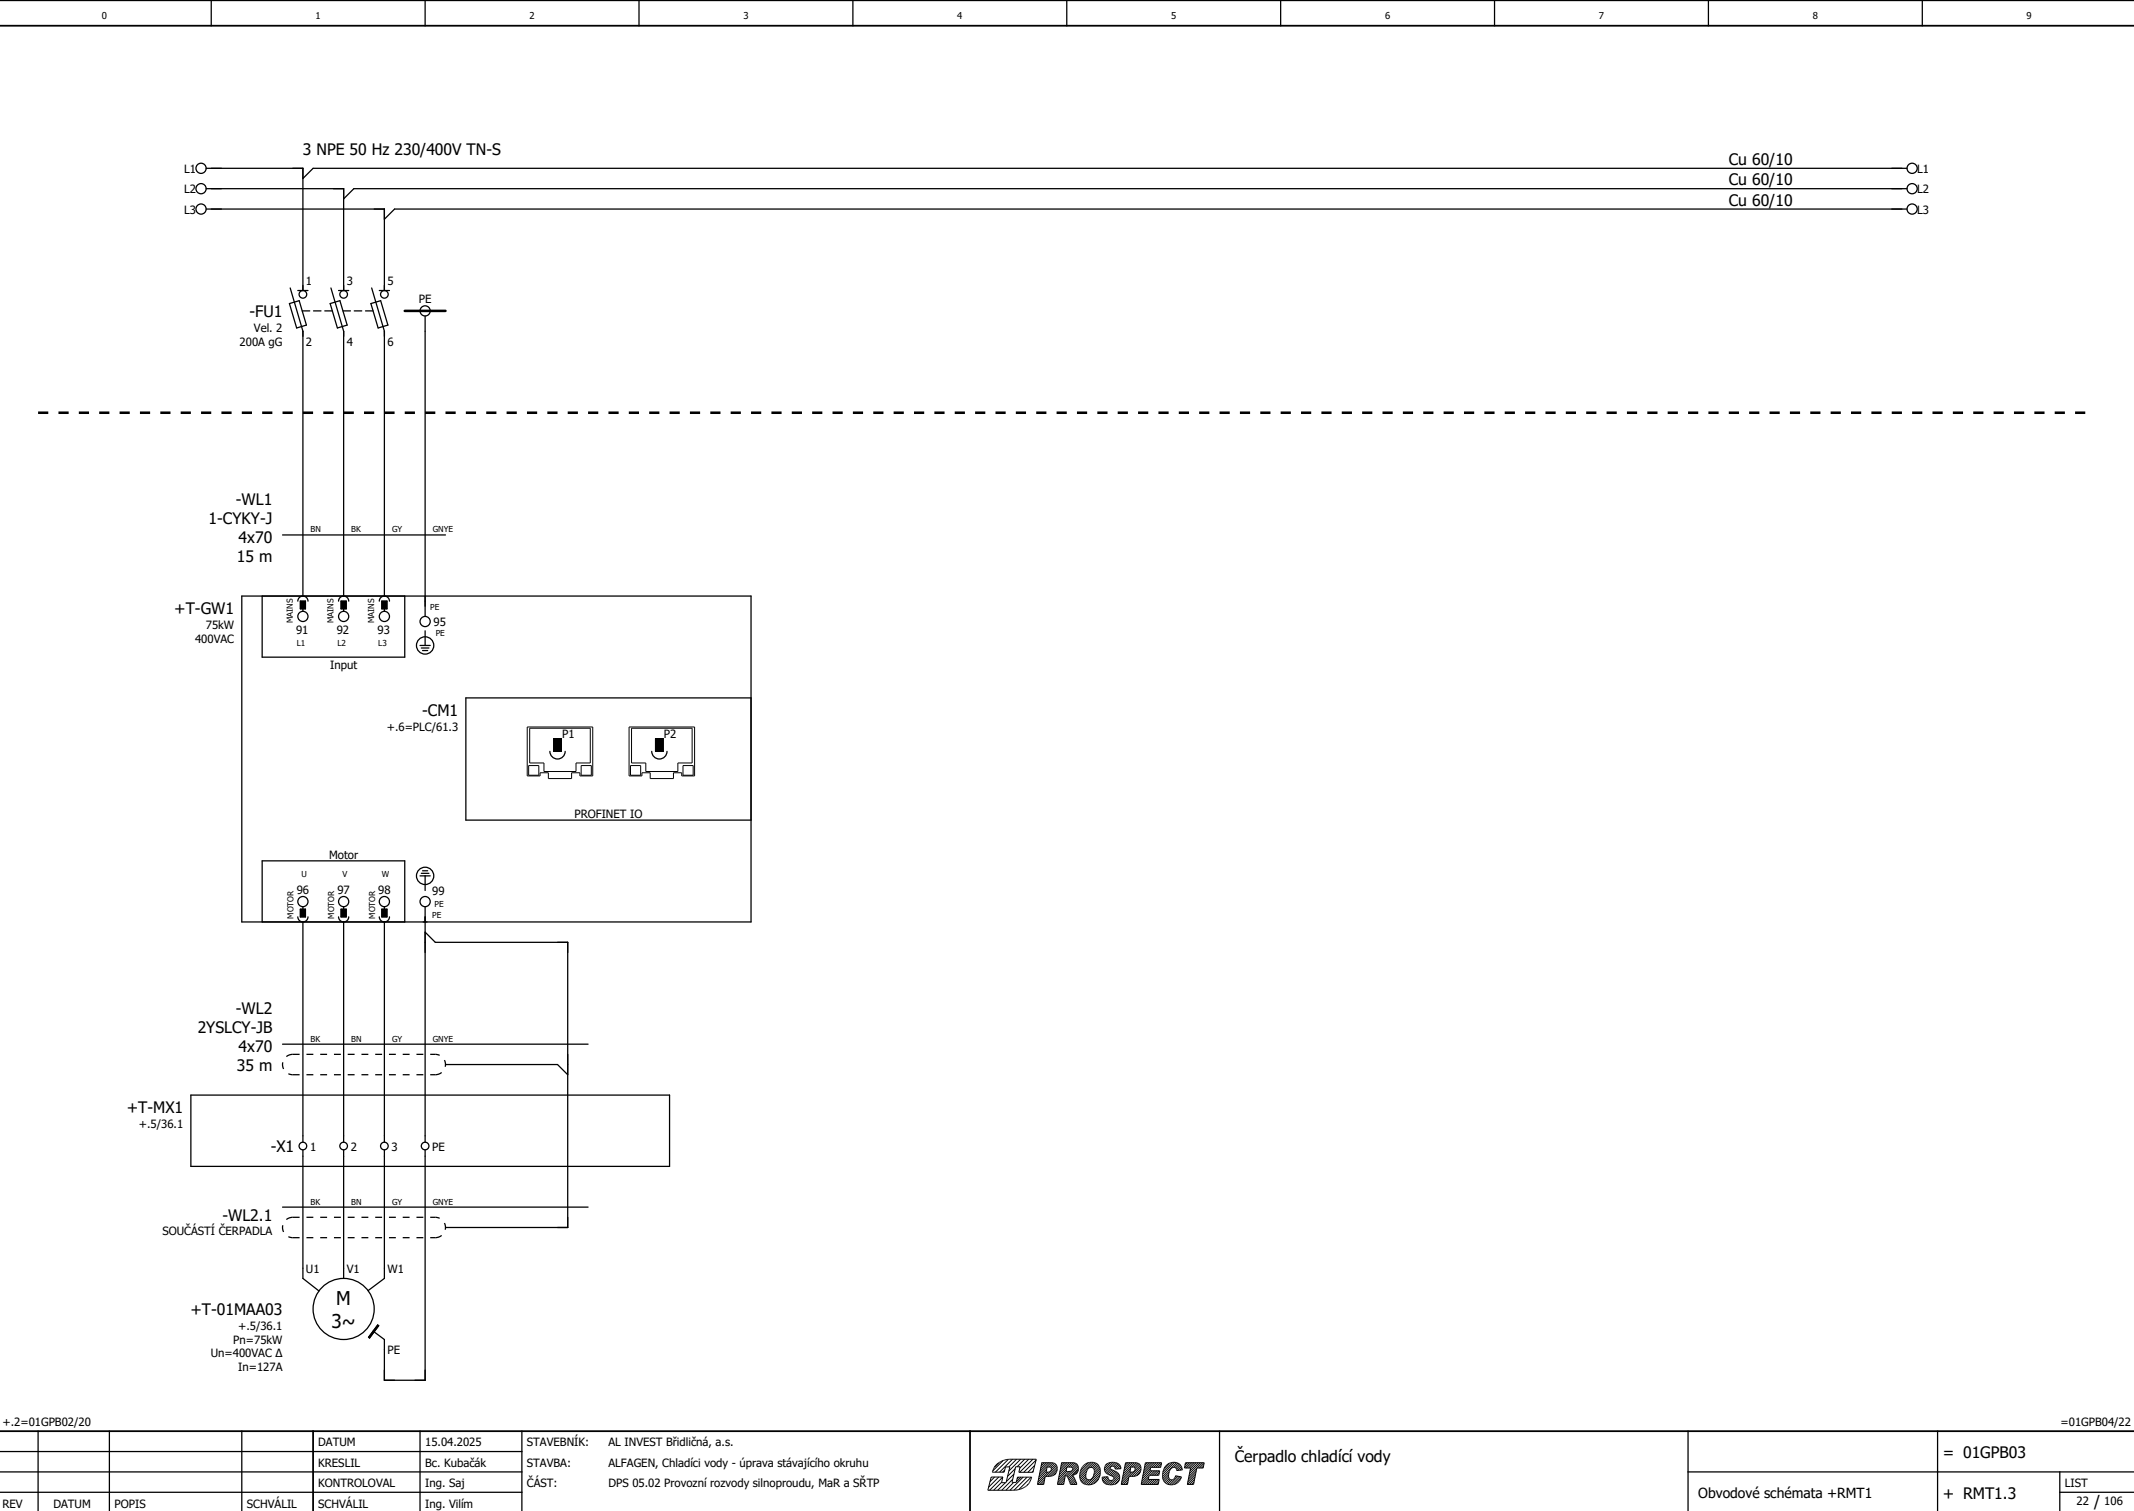 0 1 2 3 4 5 6 7 8 9
3 NPE 50 Hz 230/400V TN-S
L1 Cu 60/10 L1
L2 Cu 60/10 L2
L3 Cu 60/10 L3
1 3 5
PE
-FU1
Vel. 2
200A gG 2 4 6
-WL1
1-CYKY-J
4x70 BN BK GY GNYE
15 m
+T-GW1 MAINS MAINS MAINS PE
75kW 91 92 93 95
400VAC L1 L2 L3 PE
Input
-CM1
+.6=PLC/61.3
P1 P2
PROFINET IO
Motor
U V W
MOTOR 96 MOTOR 97 MOTOR 98 99
PE
PE
-WL2
2YSLCY-JB
4x70 BK BN GY GNYE
35 m
+T-MX1
+.5/36.1
-X1 1 2 3 PE
BK BN GY GNYE
-WL2.1
SOUČÁSTÍ ČERPADLA
U1 V1 W1
+T-01MAA03 M
+.5/36.1 3~
Pn=75kW
Un=400VAC Δ PE
In=127A
+.2=01GPB02/20 =01GPB04/22
DATUM 15.04.2025 STAVEBNÍK: AL INVEST Břidličná, a.s.
KRESLIL Bc. Kubačák STAVBA: ALFAGEN, Chladíci vody - úprava stávajícího okruhu
KONTROLOVAL Ing. Saj ČÁST: DPS 05.02 Provozní rozvody silnoproudu, MaR a SŘTP
REV DATUM POPIS SCHVÁLIL SCHVÁLIL Ing. Vilím
PROSPECT
Čerpadlo chladící vody
Obvodové schémata +RMT1
= 01GPB03
+ RMT1.3
LIST
22 / 106